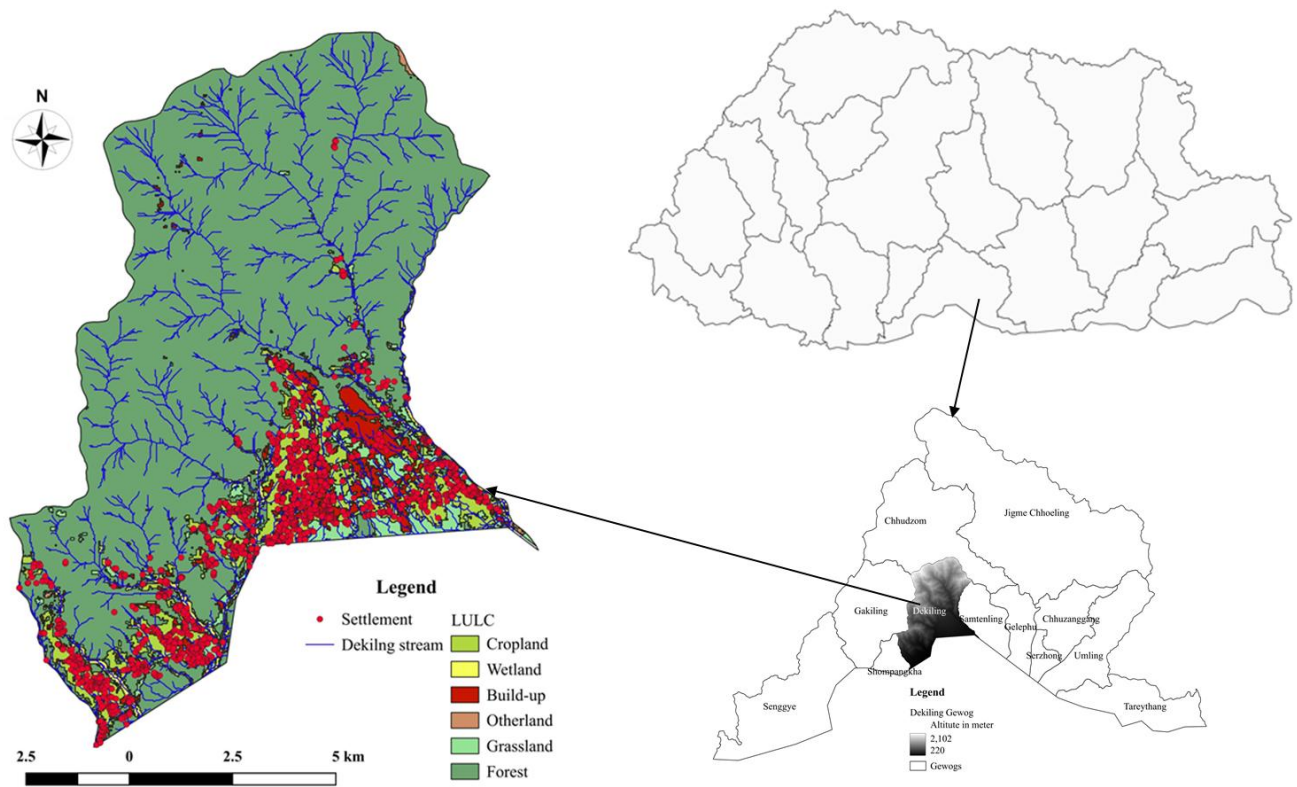 N
Legend
Settlement
Dekilng stream
LULC
Cropland
Wetland
Build-up
Otherland
Grassland
Forest
2.5 0 2.5 5 km
Chhudzom
Jigme Chhoeling
Gakiling
Dekiling
Samtenling
Gelephu
Chhuzanggang
Serzhong
Umling
Shompangkha
Senggye
Tareythang
Legend
Dekiling Gewog
Altitute in meter
2,102
220
Gewogs